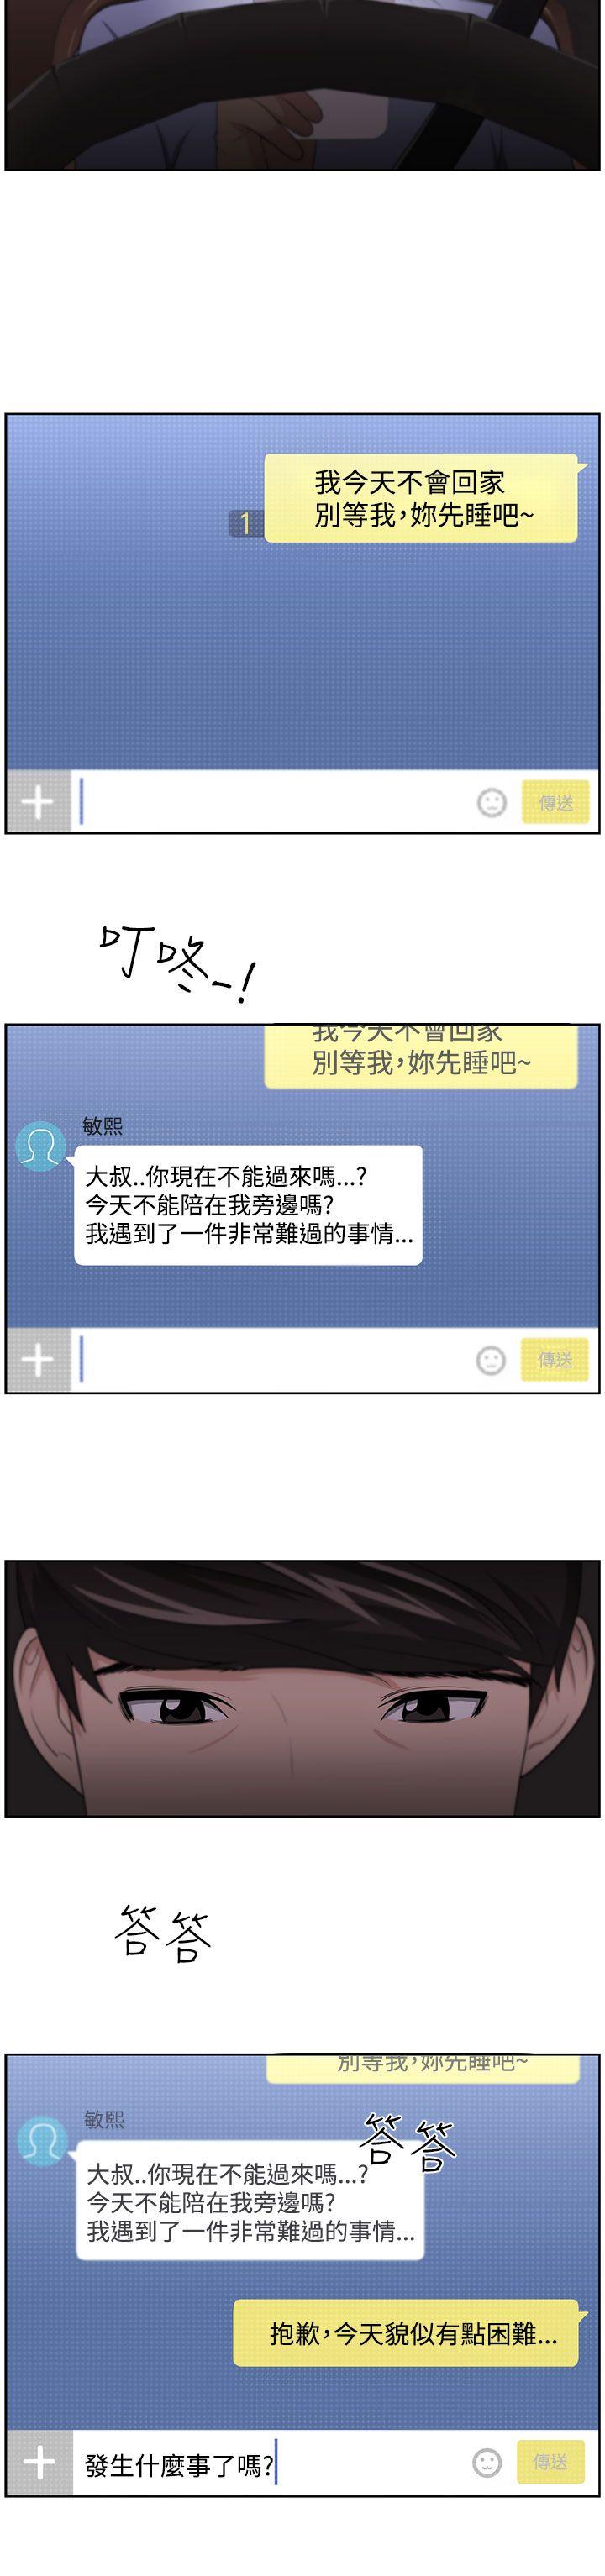 我今天不會回家
別等我,妳先睡吧~
1
傳送
叮咚~!
我今天不會回家
別等我,妳先睡吧~
敏熙
大叔..你現在不能過來嗎...?
今天不能陪在我旁邊嗎?
我遇到了一件非常難過的事情...
傳送
答答
別等我,妳先睡吧~
敏熙
答答
大叔..你現在不能過來嗎...?
今天不能陪在我旁邊嗎?
我遇到了一件非常難過的事情...
抱歉,今天貌似有點困難...
發生什麼事了嗎?
傳送